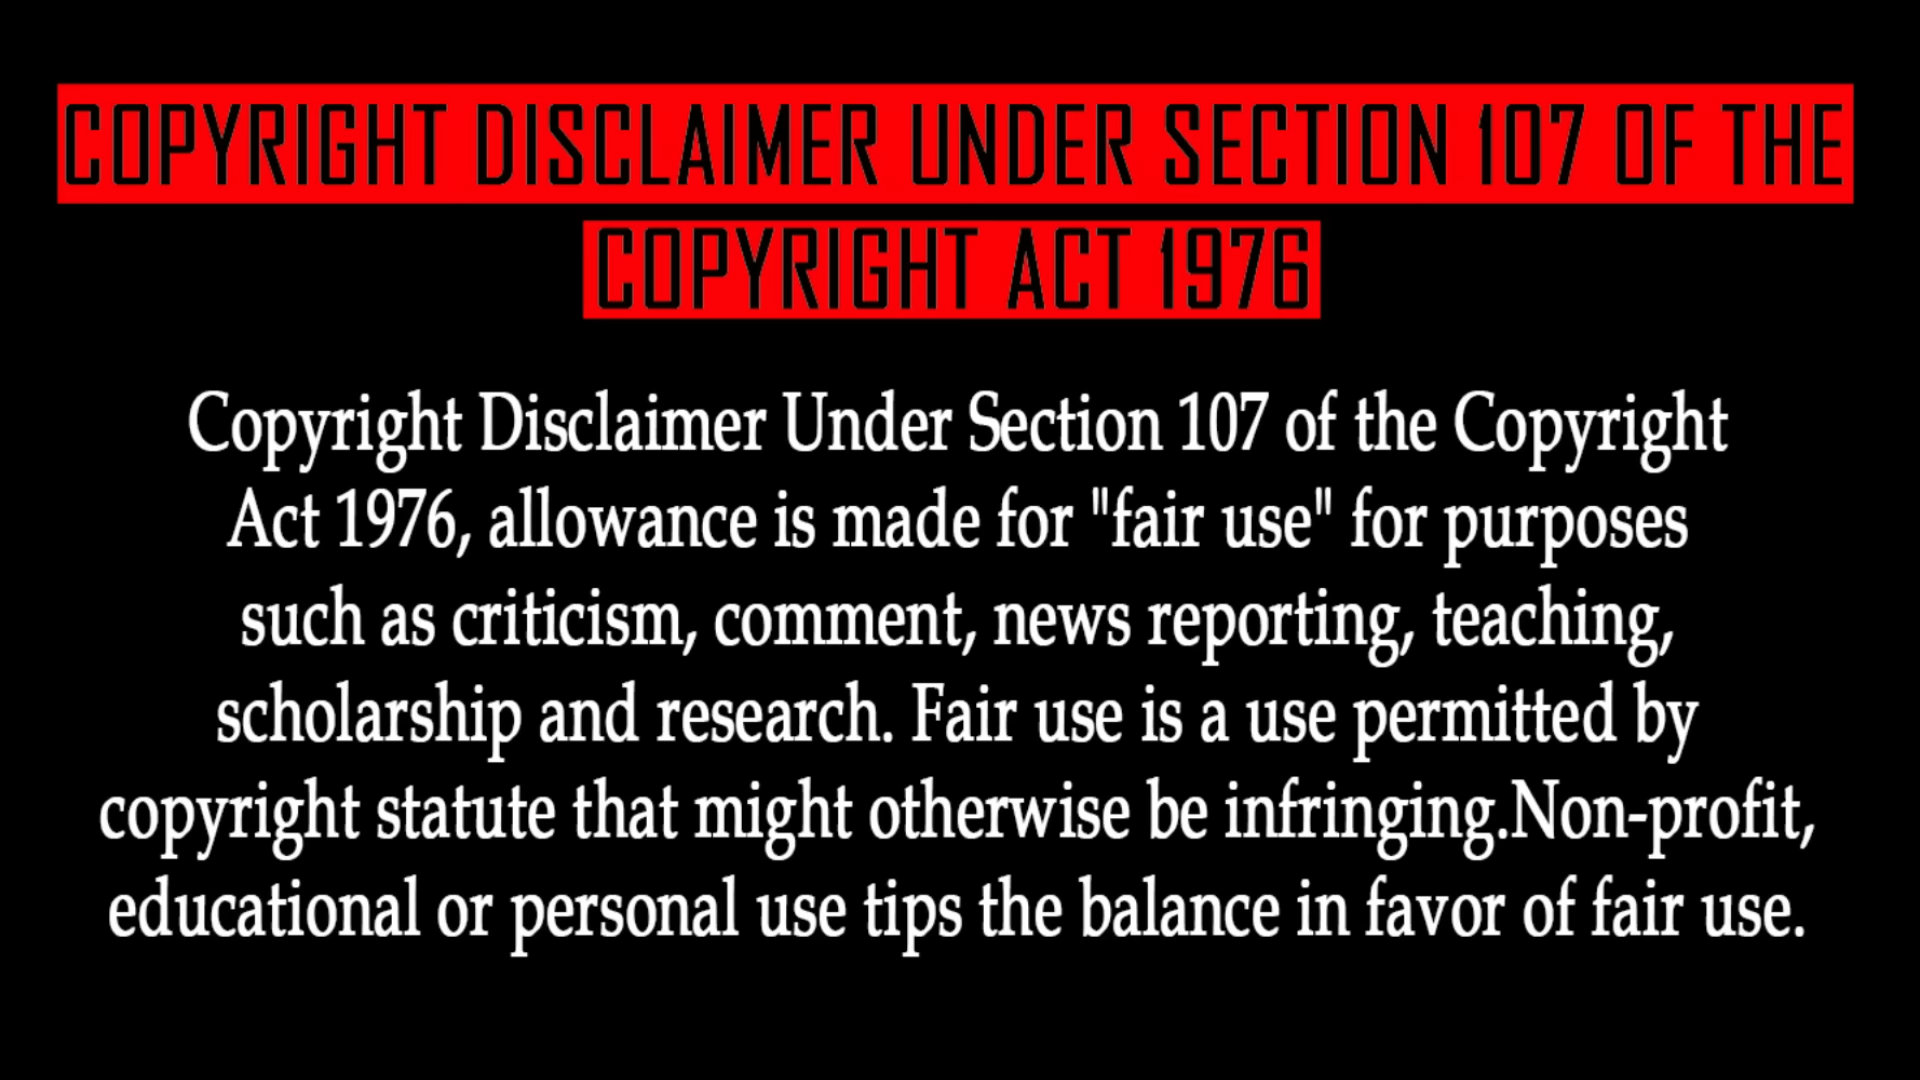 COPYRIGHT DISCLAIMER UNDER SECTION 107 OF THE
COPYRIGHT ACT 1976
Copyright Disclaimer Under Section 107 of the Copyright
Act 1976, allowance is made for "fair use" for purposes
such as criticism, comment, news reporting, teaching,
scholarship and research. Fair use is a use permitted by
copyright statute that might otherwise be infringing.Non-profit,
educational or personal use tips the balance in favor of fair use.